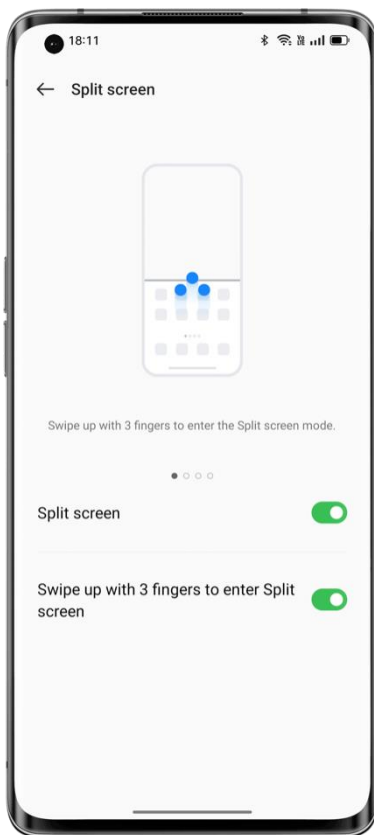 18:11
Split screen
Swipe up with 3 fingers to enter the Split screen mode.
Split screen
Swipe up with 3 fingers to enter Split
screen